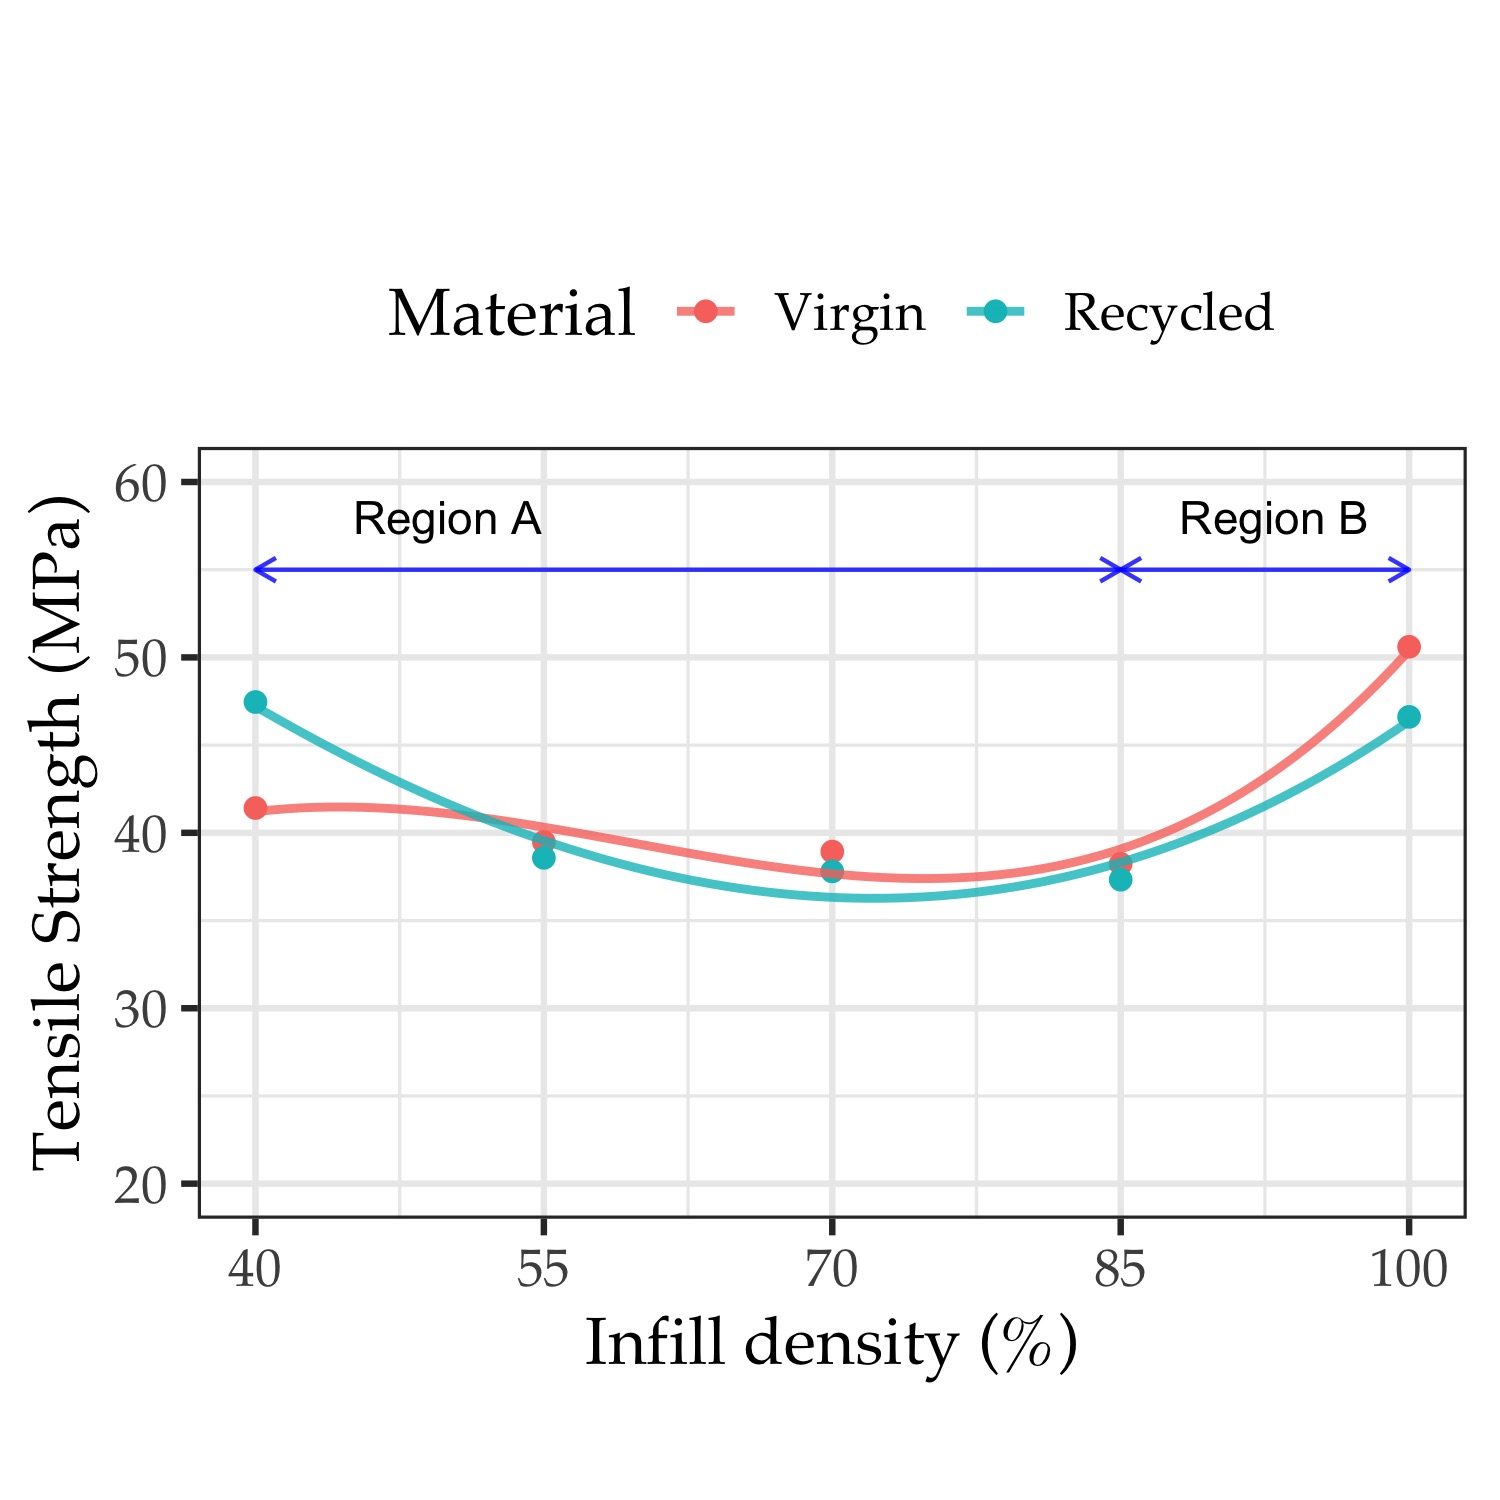 Material Virgin Recycled
60
Region A Region B
50
40
30
20
Tensile Strength (MPa)
40 55 70 85 100
Infill density (%)